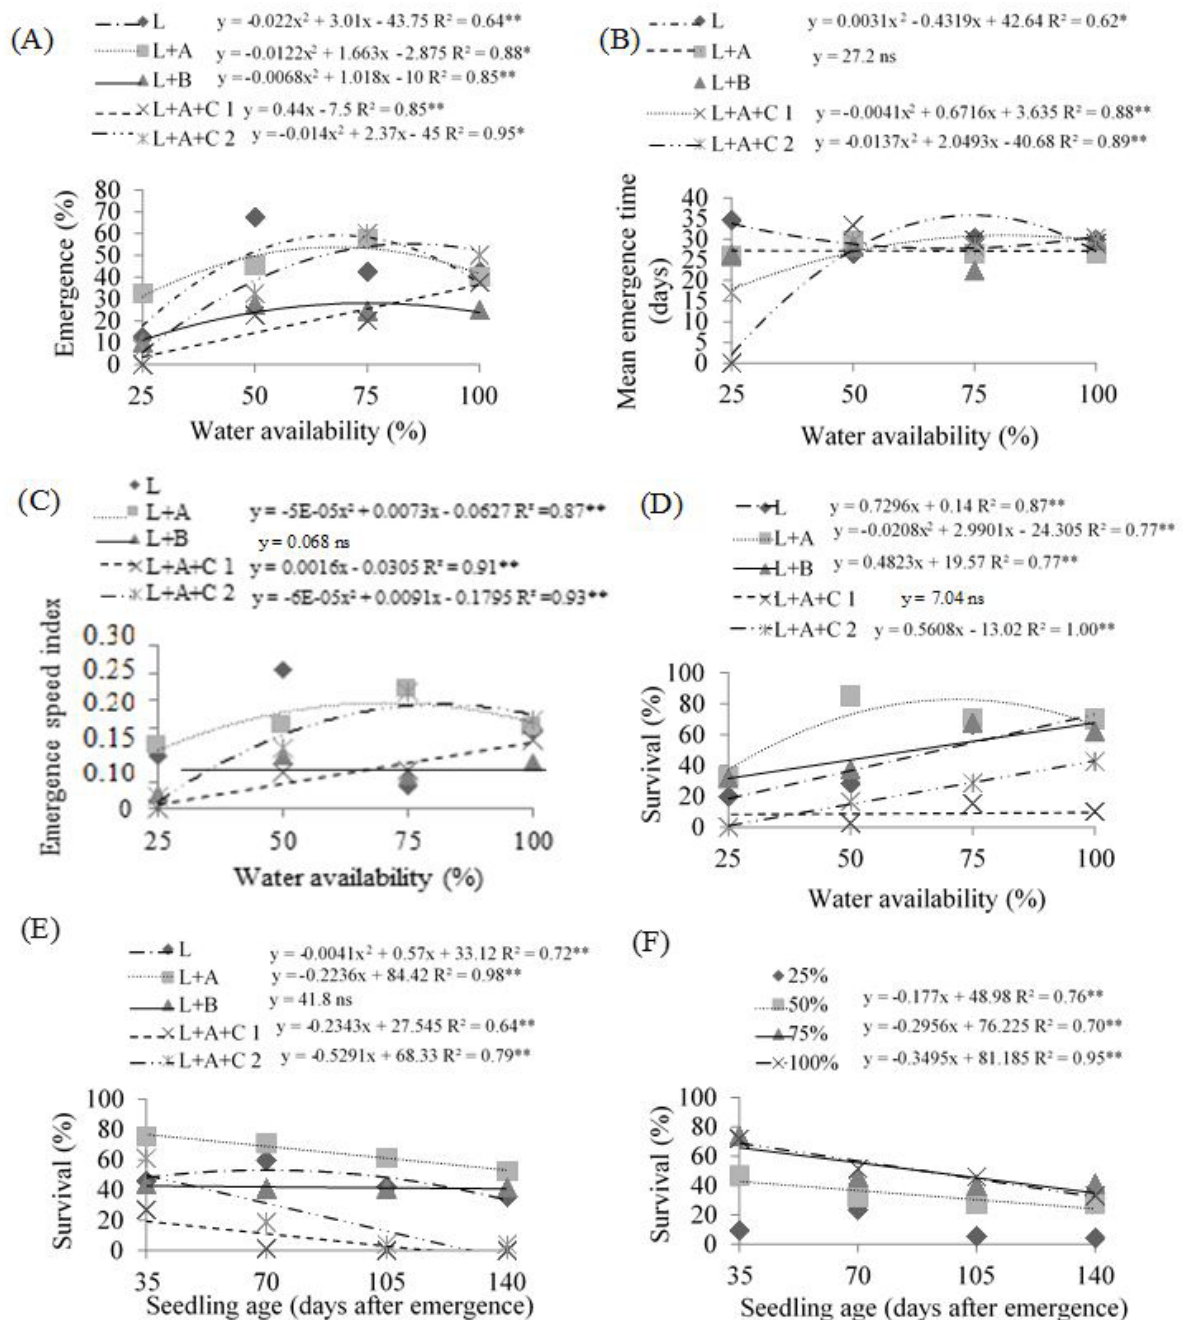 (A)
L y = -0.022x² + 3.01x - 43.75 R² = 0.64**
L+A y = -0.0122x² + 1.663x - 2.875 R² = 0.88*
L+B y = -0.0068x² + 1.018x - 10 R² = 0.85**
L+A+C 1 y = 0.44x - 7.5 R² = 0.85**
L+A+C 2 y = -0.014x² + 2.37x - 45 R² = 0.95*
Emergence (%)
80
70
60
50
40
30
20
10
0
25 50 75 100
Water availability (%)
(B)
L y = 0.0031x² - 0.4319x + 42.64 R² = 0.62*
L+A y = 27.2 ns
L+B
L+A+C 1 y = -0.0041x² + 0.6716x + 3.635 R² = 0.88**
L+A+C 2 y = -0.0137x² + 2.0493x - 40.68 R² = 0.89**
Mean emergence time
(days)
40
35
30
25
20
15
10
5
0
25 50 75 100
Water availability (%)
(C)
L
L+A y = -5E-05x² + 0.0073x - 0.0627 R² =0.87**
L+B y = 0.068 ns
L+A+C 1 y = 0.0016x - 0.0305 R² = 0.91**
L+A+C 2 y = -6E-05x² + 0.0091x - 0.1795 R² =0.93**
Emergence speed index
0.30
0.25
0.20
0.15
0.10
0
25 50 75 100
Water availability (%)
(D)
L y = 0.7296x + 0.14 R² = 0.87**
L+A y = -0.0208x² + 2.9901x - 24.305 R² = 0.77**
L+B y = 0.4823x + 19.57 R² = 0.77**
L+A+C 1 y = 7.04 ns
L+A+C 2 y = 0.5608x - 13.02 R² = 1.00**
Survival (%)
100
80
60
40
20
0
25 50 75 100
Water availability (%)
(E)
L y = -0.0041x² + 0.57x + 33.12 R² = 0.72**
L+A y = -0.2236x + 84.42 R² = 0.98**
L+B y = 41.8 ns
L+A+C 1 y = -0.2343x + 27.545 R² = 0.64**
L+A+C 2 y = -0.5291x + 68.33 R² = 0.79**
Survival (%)
100
80
60
40
20
0
35 70 105 140
Seedling age (days after emergence)
(F)
25%
50% y = -0.177x + 48.98 R² = 0.76**
75% y = -0.2956x + 76.225 R² = 0.70**
100% y = -0.3495x + 81.185 R² = 0.95**
Survival (%)
100
80
60
40
20
0
35 70 105 140
Seedling age (days after emergence)